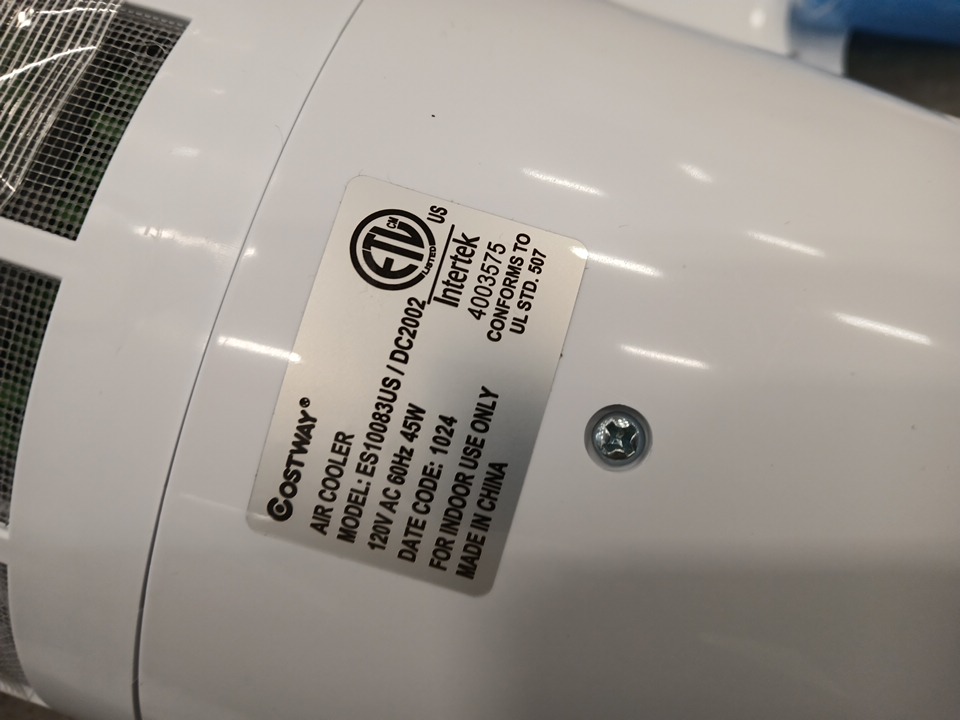 COSTWAY®
AIR COOLER
MODEL: ES10083US / DC2002
120V AC 60Hz 45W
DATE CODE: 1024
FOR INDOOR USE ONLY
MADE IN CHINA
ETL CM
LISTED
US
Intertek
4003575
CONFORMS TO
UL STD. 507